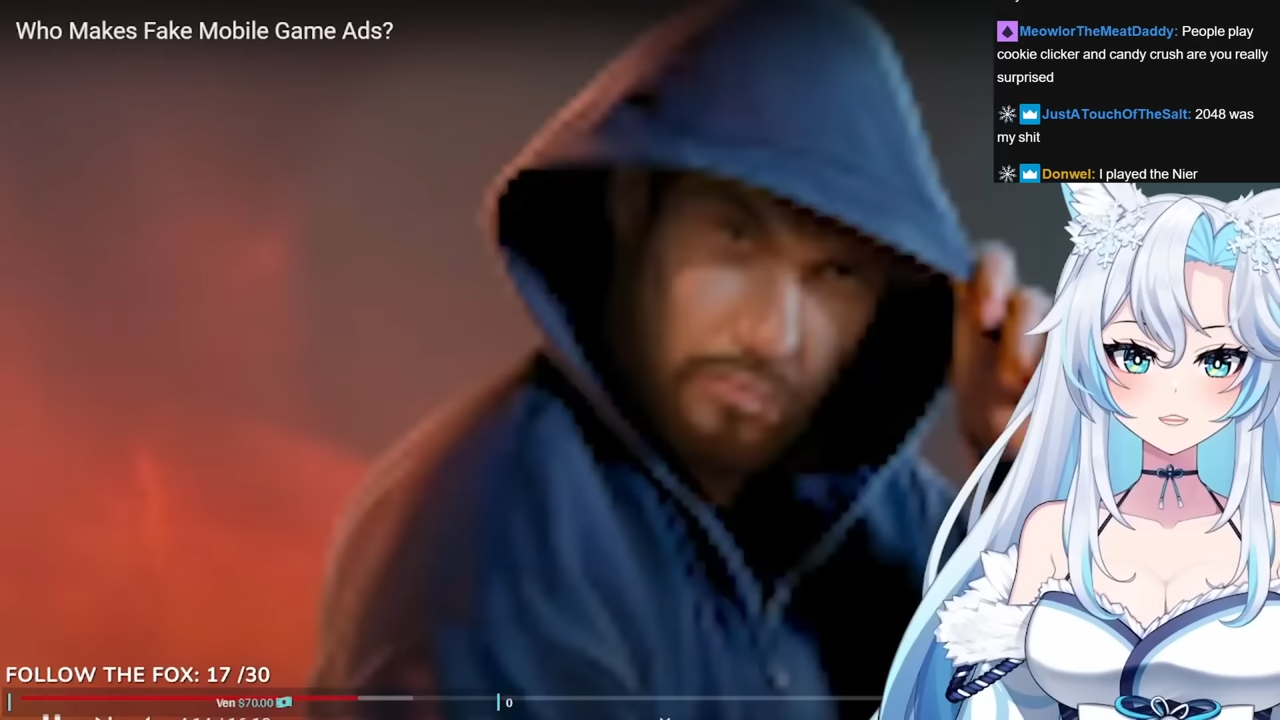 Who Makes Fake Mobile Game Ads?
MeowlorTheMeatDaddy: People play
cookie clicker and candy crush are you really
surprised
JustATouchOfTheSalt: 2048 was
my shit
Donwel: I played the Nier
FOLLOW THE FOX: 17 /30
Ven $70.00
0